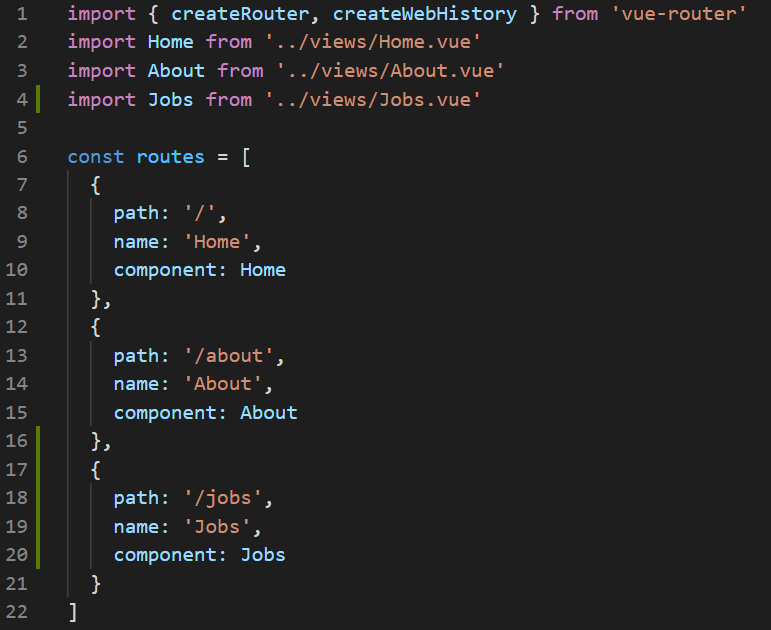 1 import { createRouter, createWebHistory } from 'vue-router'
2 import Home from '../views/Home.vue'
3 import About from '../views/About.vue'
4 import Jobs from '../views/Jobs.vue'
5
6 const routes = [
7   {
8     path: '/',
9     name: 'Home',
10     component: Home
11   },
12   {
13     path: '/about',
14     name: 'About',
15     component: About
16   },
17   {
18     path: '/jobs',
19     name: 'Jobs',
20     component: Jobs
21   }
22 ]